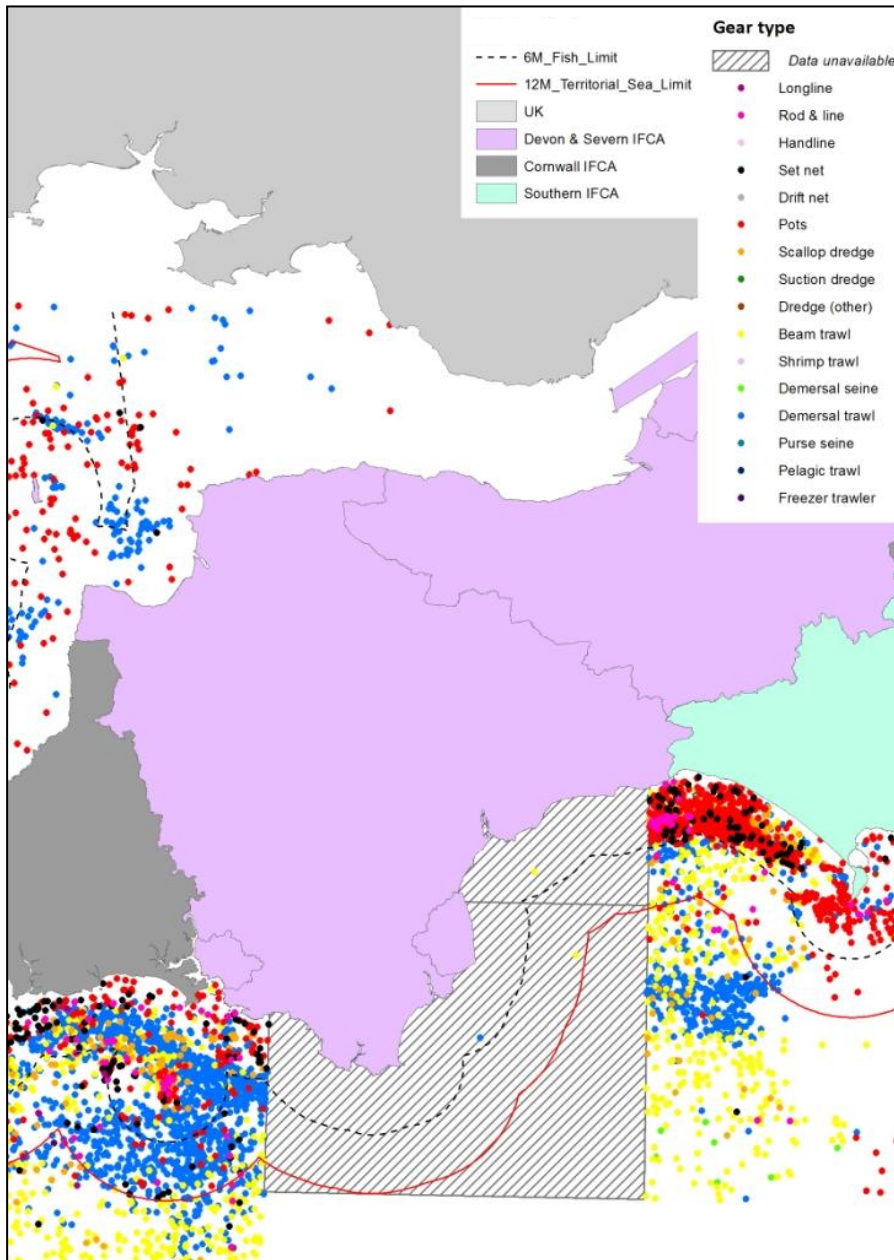 6M_Fish_Limit
12M_Territorial_Sea_Limit
UK
Devon & Severn IFCA
Cornwall IFCA
Southern IFCA
Gear type
Data unavailable
Longline
Rod & line
Handline
Set net
Drift net
Pots
Scallop dredge
Suction dredge
Dredge (other)
Beam trawl
Shrimp trawl
Demersal seine
Demersal trawl
Purse seine
Pelagic trawl
Freezer trawler